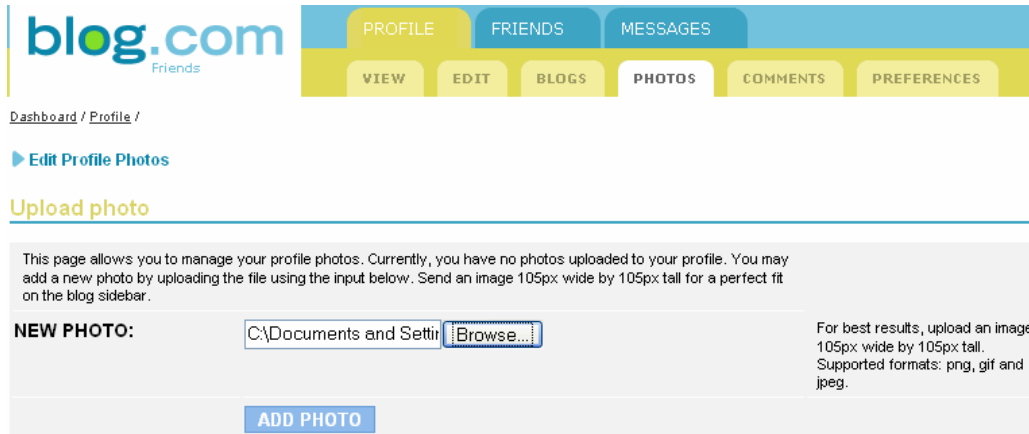 blog.com
Friends
PROFILE FRIENDS MESSAGES
VIEW EDIT BLOGS PHOTOS COMMENTS PREFERENCES
Dashboard / Profile /
Edit Profile Photos
Upload photo
This page allows you to manage your profile photos. Currently, you have no photos uploaded to your profile. You may
add a new photo by uploading the file using the input below. Send an image 105px wide by 105px tall for a perfect fit
on the blog sidebar.
NEW PHOTO:
C:\Documents and Settin Browse...
For best results, upload an image
105px wide by 105px tall.
Supported formats: png, gif and
jpeg.
ADD PHOTO